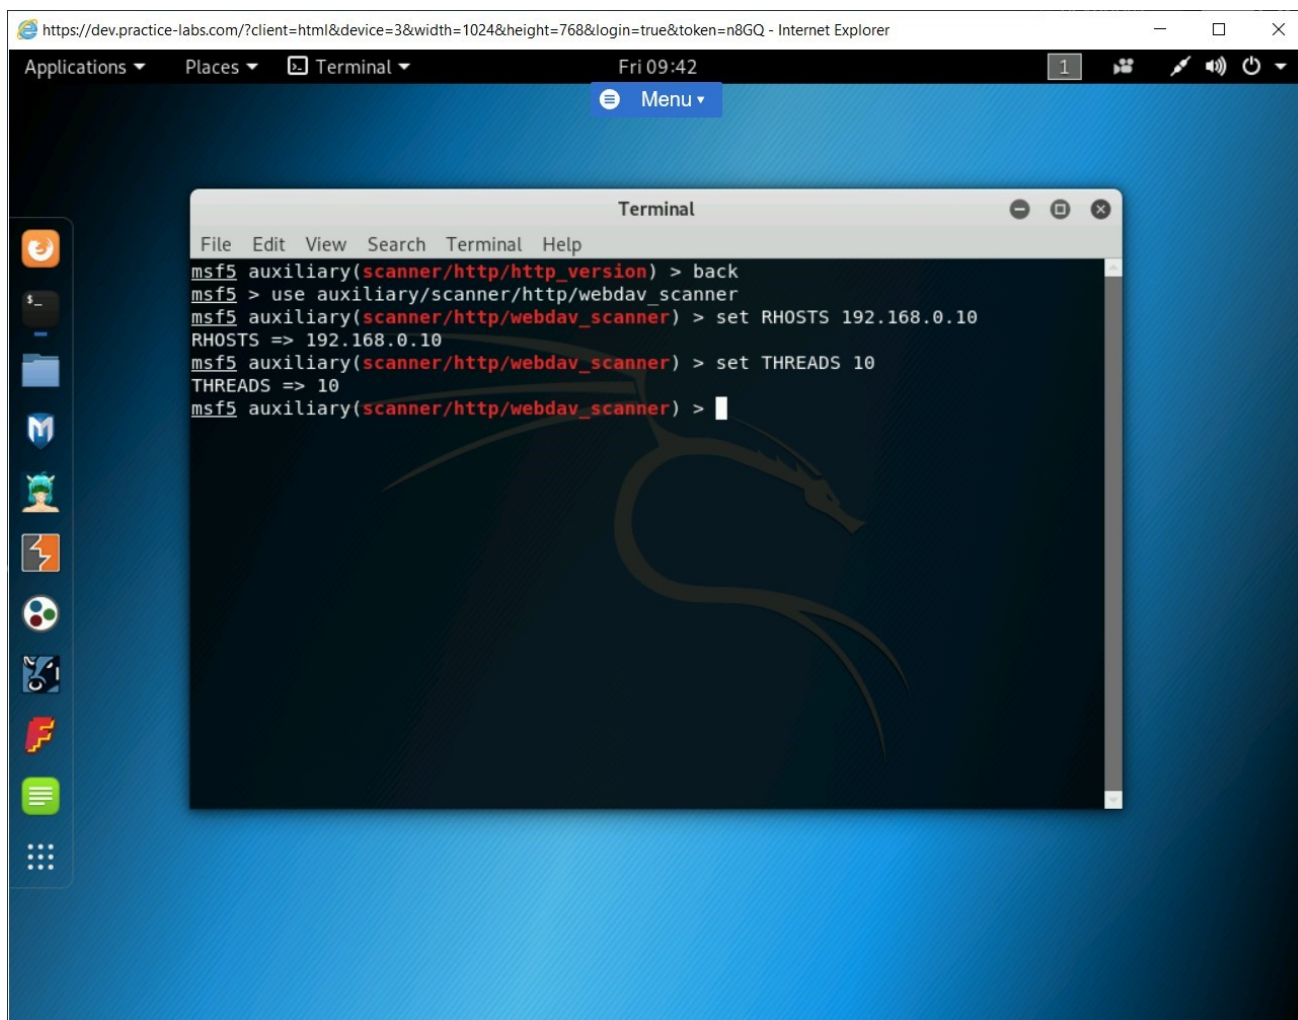 https://dev.practice-labs.com/?client=html&device=3&width=1024&height=768&login=true&token=n8GQ - Internet Explorer
Applications Places Terminal Fri 09:42 1
Menu
Terminal
File Edit View Search Terminal Help
msf5 auxiliary(scanner/http/http_version) > back
msf5 > use auxiliary/scanner/http/webdav_scanner
msf5 auxiliary(scanner/http/webdav_scanner) > set RHOSTS 192.168.0.10
RHOSTS => 192.168.0.10
msf5 auxiliary(scanner/http/webdav_scanner) > set THREADS 10
THREADS => 10
msf5 auxiliary(scanner/http/webdav_scanner) >